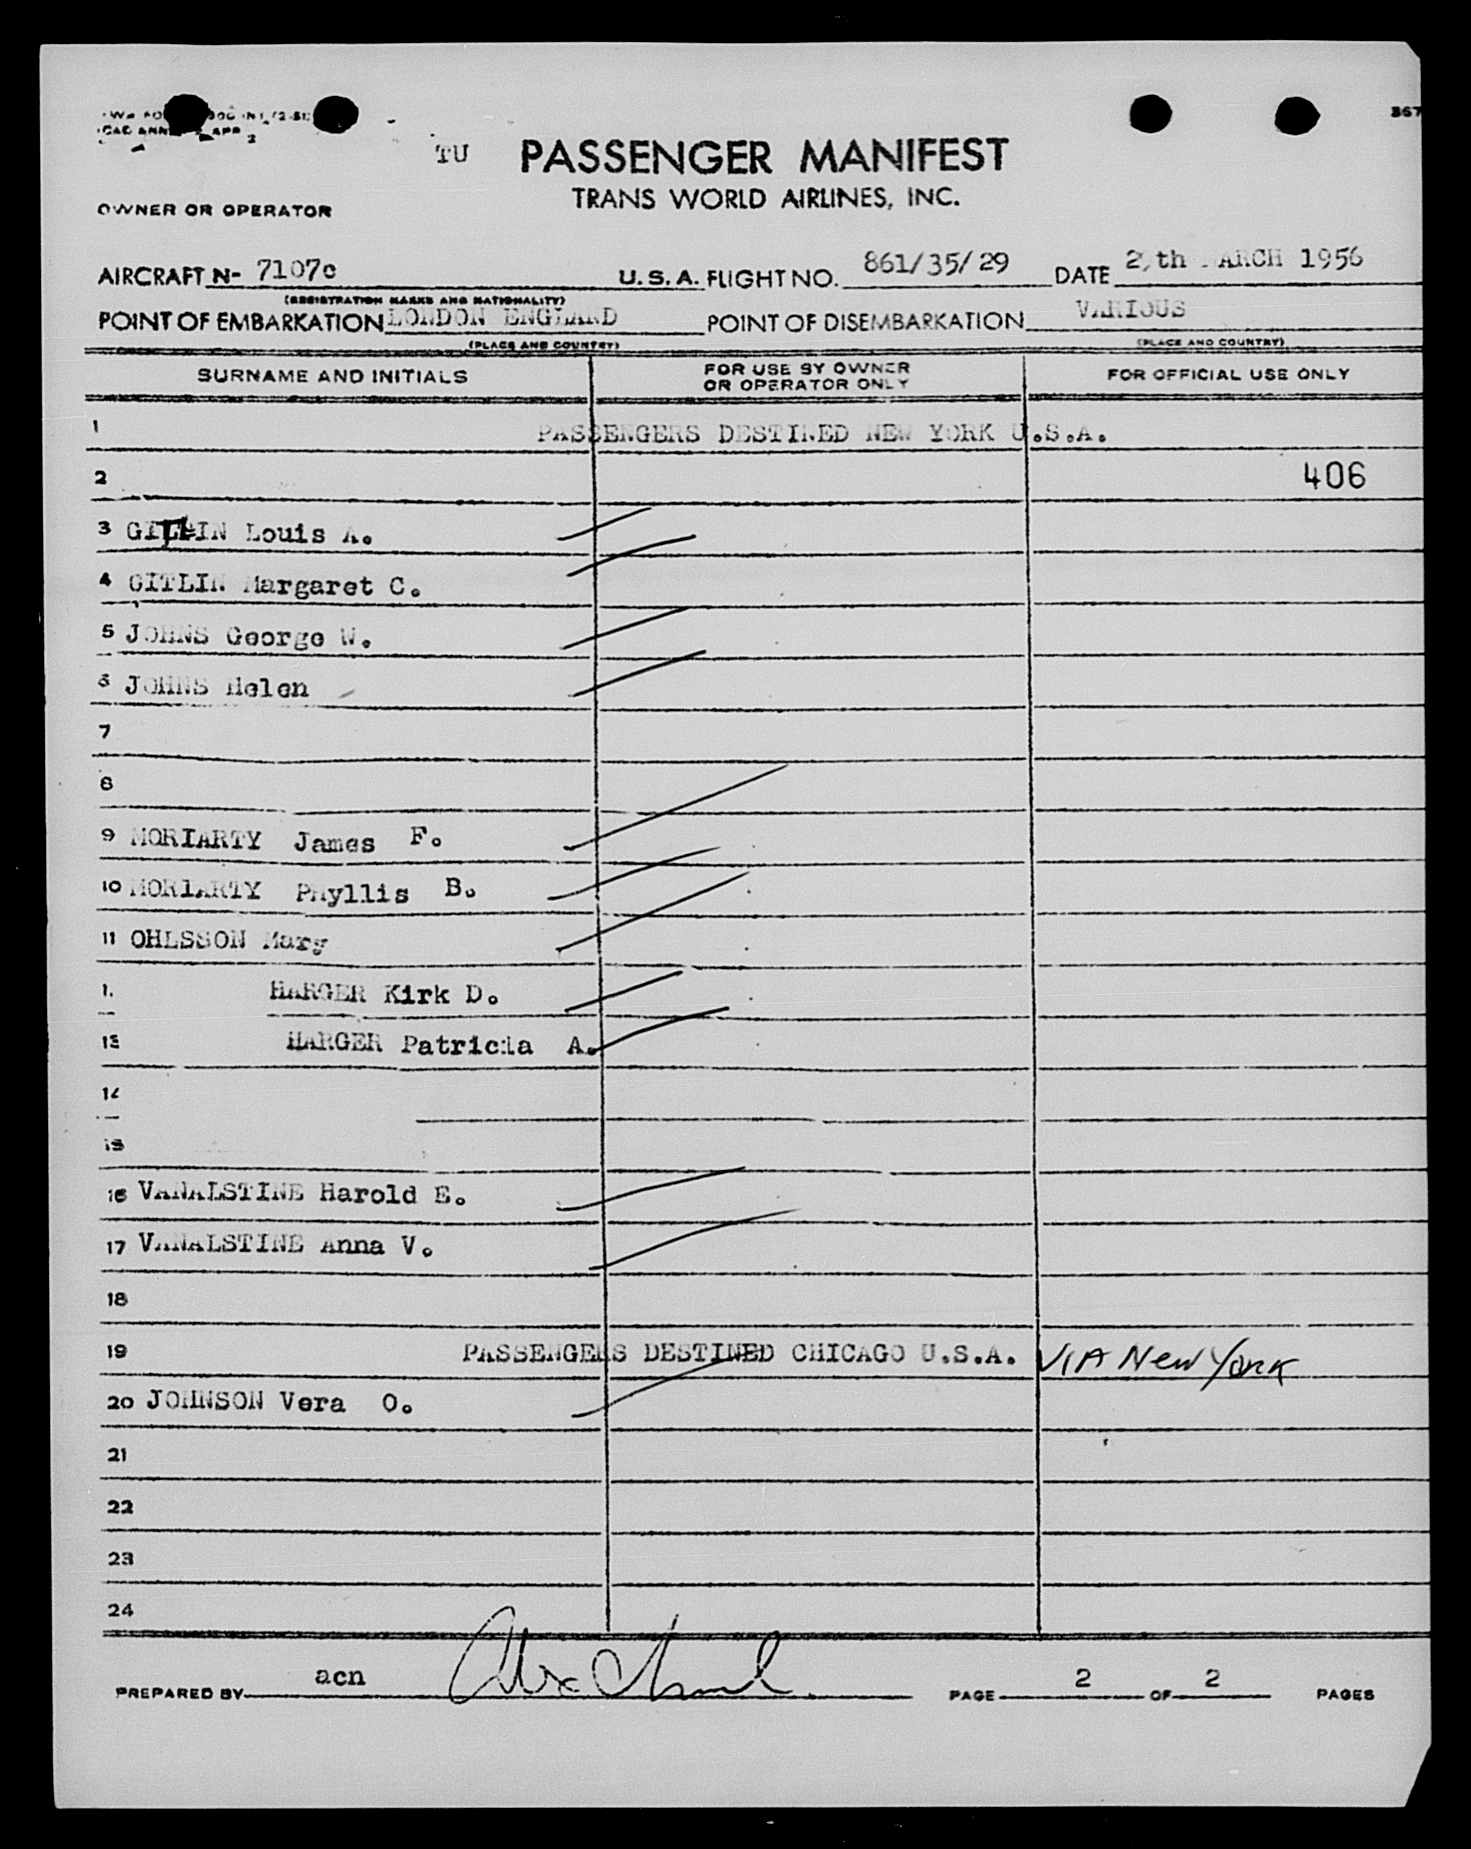 TU PASSENGER MANIFEST
TRANS WORLD AIRLINES, INC.
OWNER OR OPERATOR
AIRCRAFT N- 7107c U.S.A. FLIGHT NO. 861/35/29 DATE MARCH 1956
(REGISTRATION MARKS AND NATIONALITY)
POINT OF EMBARKATION LONDON ENGLAND POINT OF DISEMBARKATION VARIOUS
(PLACE AND COUNTRY) (PLACE AND COUNTRY)
SURNAME AND INITIALS FOR USE BY OWNER OR OPERATOR ONLY FOR OFFICIAL USE ONLY
1 PASSENGERS DESTINED NEW YORK U.S.A.
2 406
3 GITLIN Louis A.
4 GITLIN Margaret C.
5 JOHNS George W.
6 JOHNS Helen
7
8
9 MORIARTY James F.
10 MORIARTY Phyllis B.
11 OHLSSON Mary
HARGER Kirk D.
13 HARGER Patricia A.
14
15
16 VANALSTINE Harold E.
17 VANALSTINE Anna V.
18
19 PASSENGERS DESTINED CHICAGO U.S.A. VIA NEW YORK
20 JOHNSON Vera O.
21
22
23
24
PREPARED BY acn PAGE 2 OF 2 PAGES